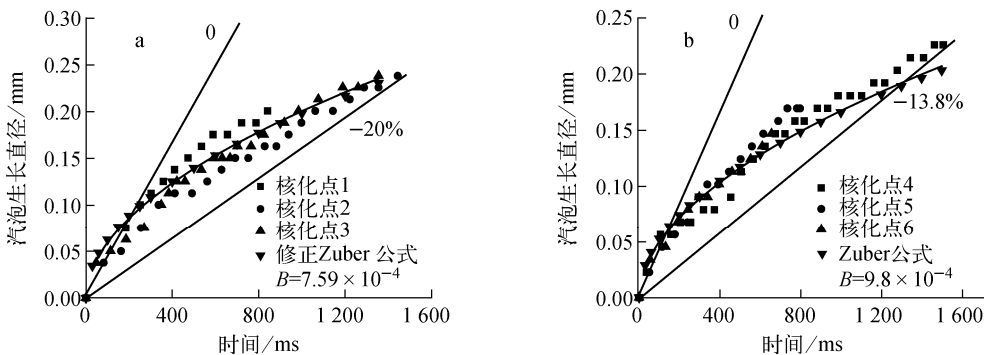 0.30
0.25
0.20
0.15
0.10
0.05
0.00
汽泡生长直径/mm
a
0
−20%
核化点1
核化点2
核化点3
修正Zuber 公式
B=7.59×10⁻⁴
0
400
800
1 200
1 600
时间/ms
0.25
0.20
0.15
0.10
0.05
0.00
汽泡生长直径/mm
b
0
−13.8%
核化点4
核化点5
核化点6
Zuber 公式
B=9.8×10⁻⁴
0
400
800
1 200
1 600
时间/ms